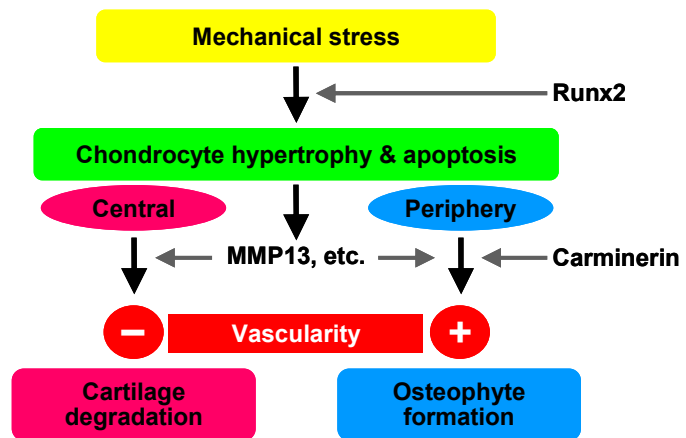 Mechanical stress
Runx2
Chondrocyte hypertrophy & apoptosis
Central
Periphery
MMP13, etc.
Carminerin
− Vascularity +
Cartilage
degradation
Osteophyte
formation